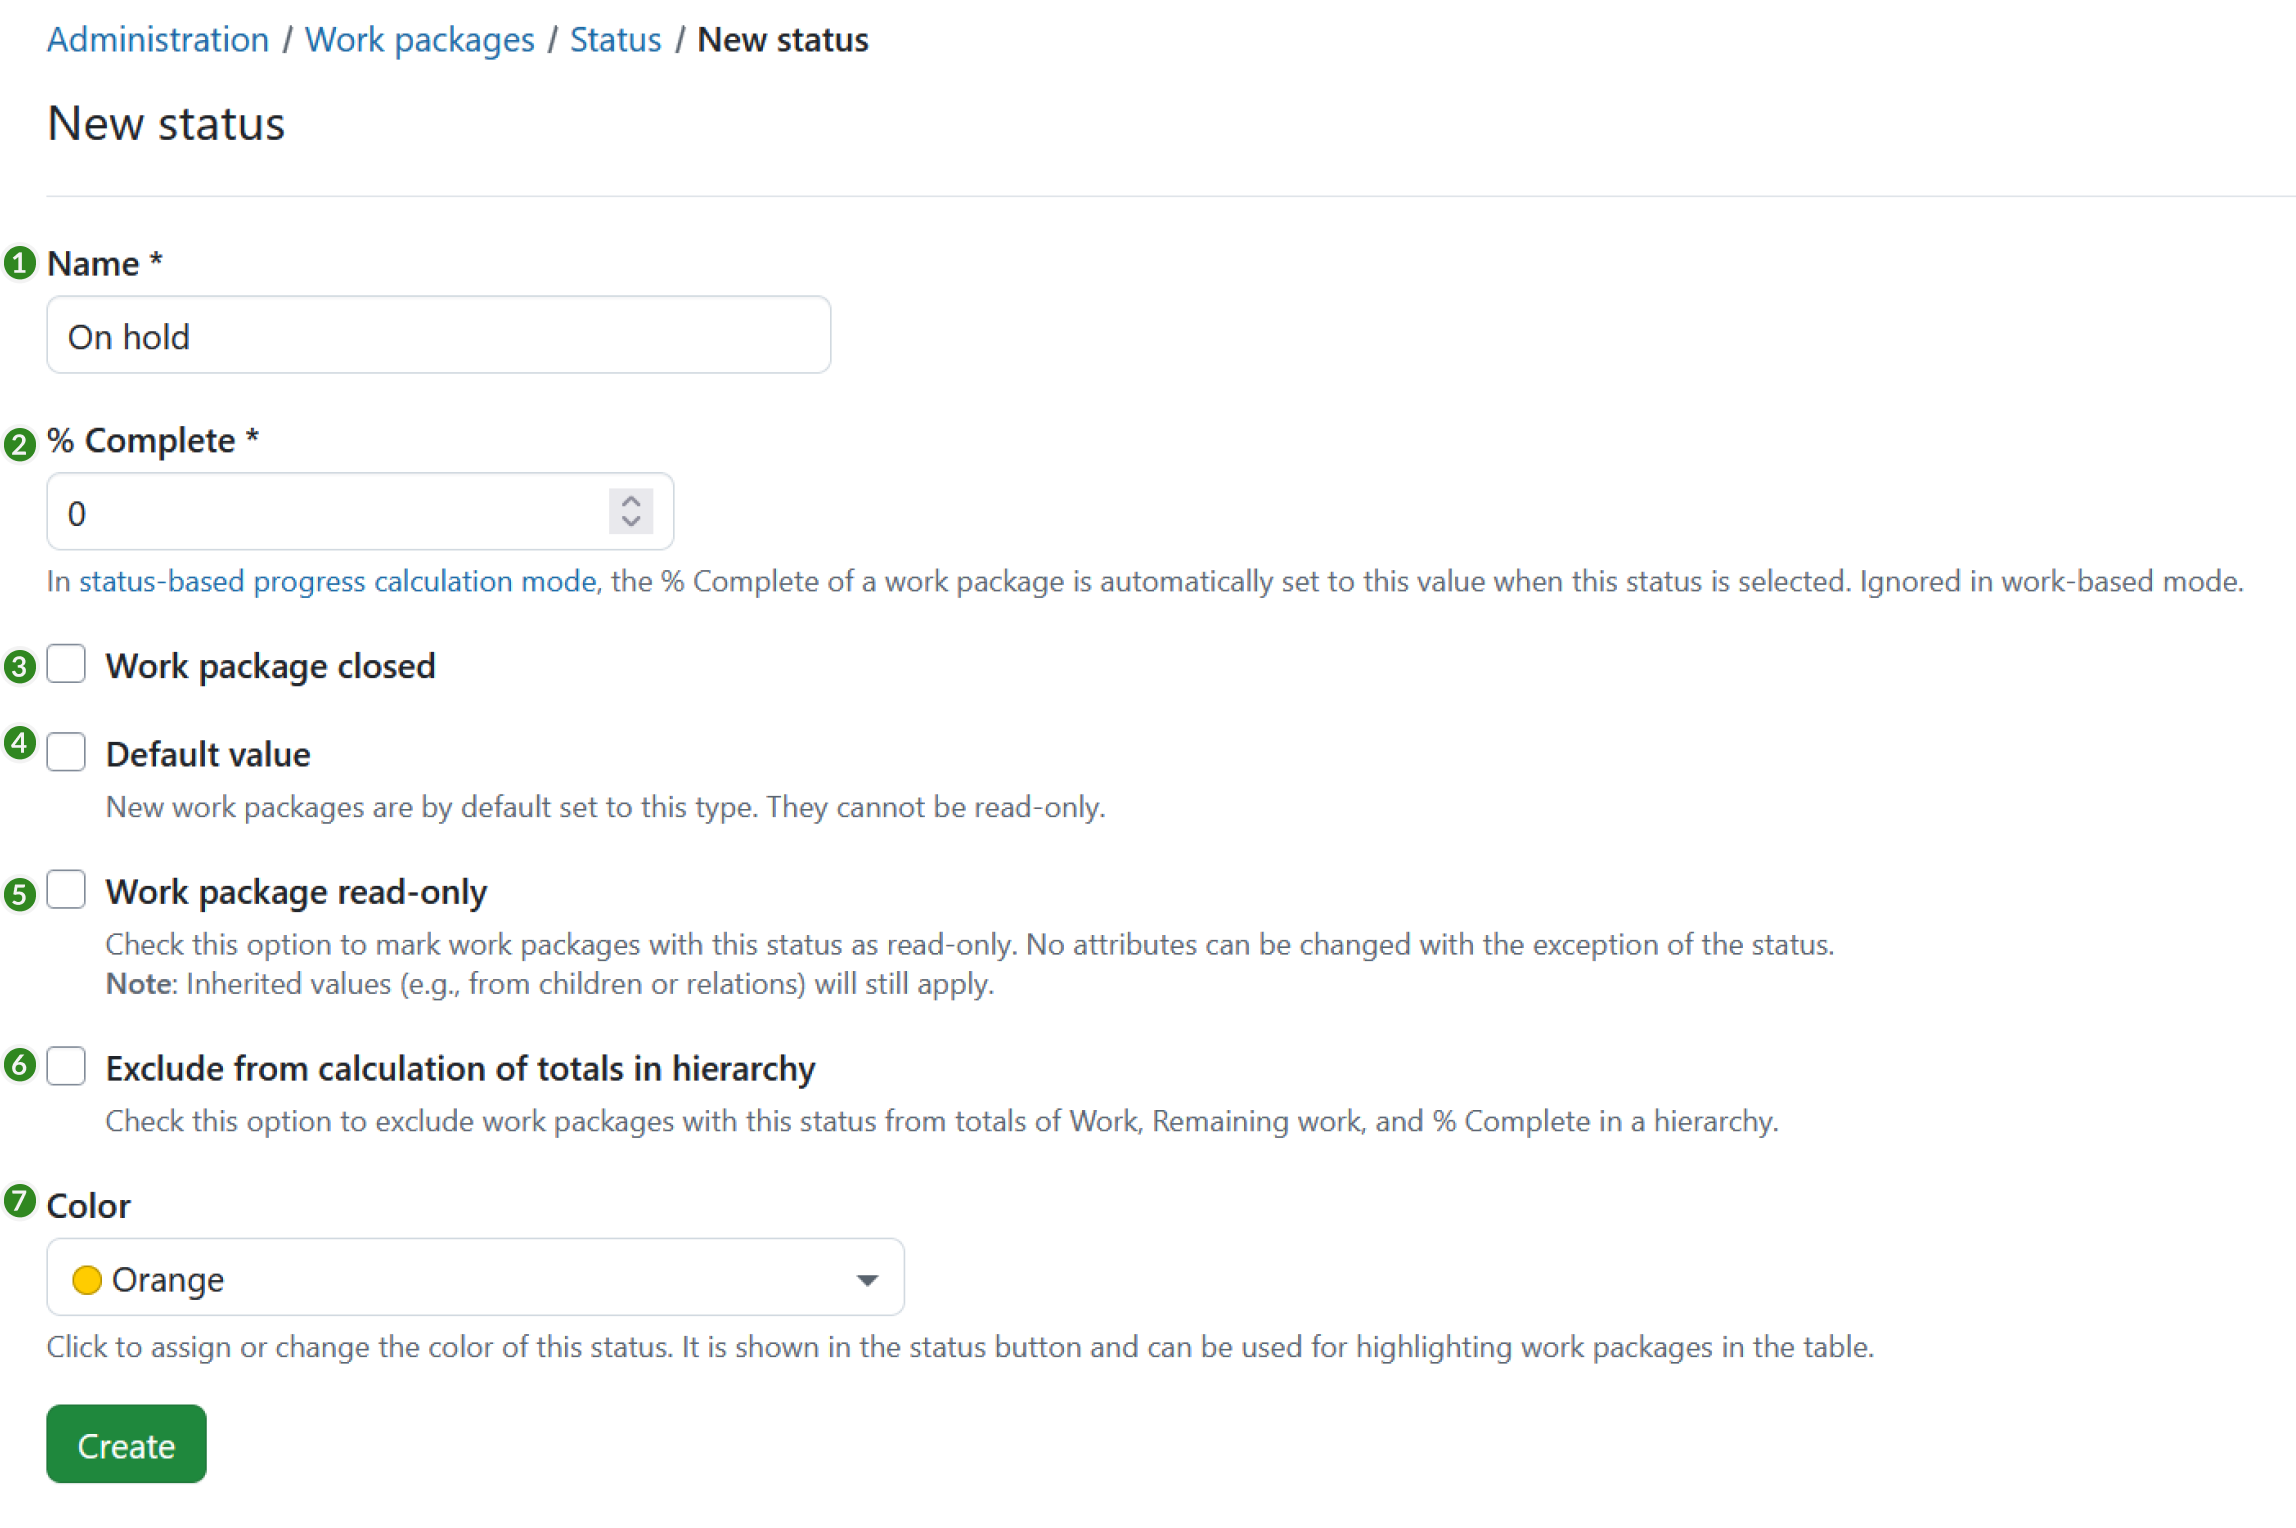 Administration / Work packages / Status / New status
New status
1 Name *
On hold
2 % Complete *
0
In status-based progress calculation mode, the % Complete of a work package is automatically set to this value when this status is selected. Ignored in work-based mode.
3 Work package closed
4 Default value
New work packages are by default set to this type. They cannot be read-only.
5 Work package read-only
Check this option to mark work packages with this status as read-only. No attributes can be changed with the exception of the status.
Note: Inherited values (e.g., from children or relations) will still apply.
6 Exclude from calculation of totals in hierarchy
Check this option to exclude work packages with this status from totals of Work, Remaining work, and % Complete in a hierarchy.
7 Color
Orange
Click to assign or change the color of this status. It is shown in the status button and can be used for highlighting work packages in the table.
Create